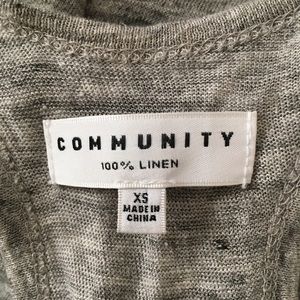 COMMUNITY
100% LINEN
XS
MADE IN
CHINA